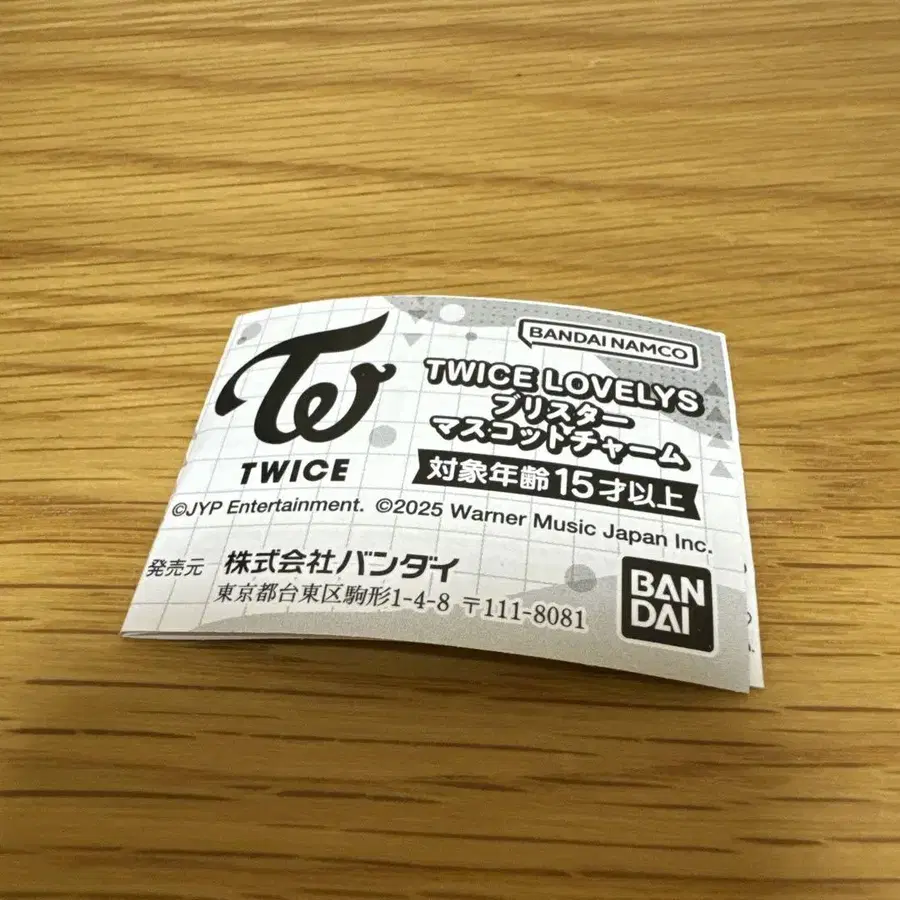 BANDAI NAMCO
TWICE
TWICE LOVELYS
ブリスター
マスコットチャーム
対象年齢15才以上
©JYP Entertainment. ©2025 Warner Music Japan Inc.
発売元 株式会社バンダイ
東京都台東区駒形1-4-8 〒111-8081
BAN
DAI